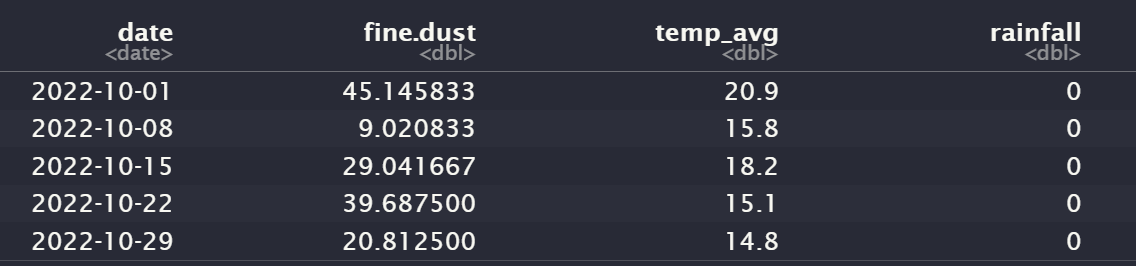 date fine.dust temp_avg rainfall
<date> <dbl> <dbl> <dbl>
2022-10-01 45.145833 20.9 0
2022-10-08 9.020833 15.8 0
2022-10-15 29.041667 18.2 0
2022-10-22 39.687500 15.1 0
2022-10-29 20.812500 14.8 0